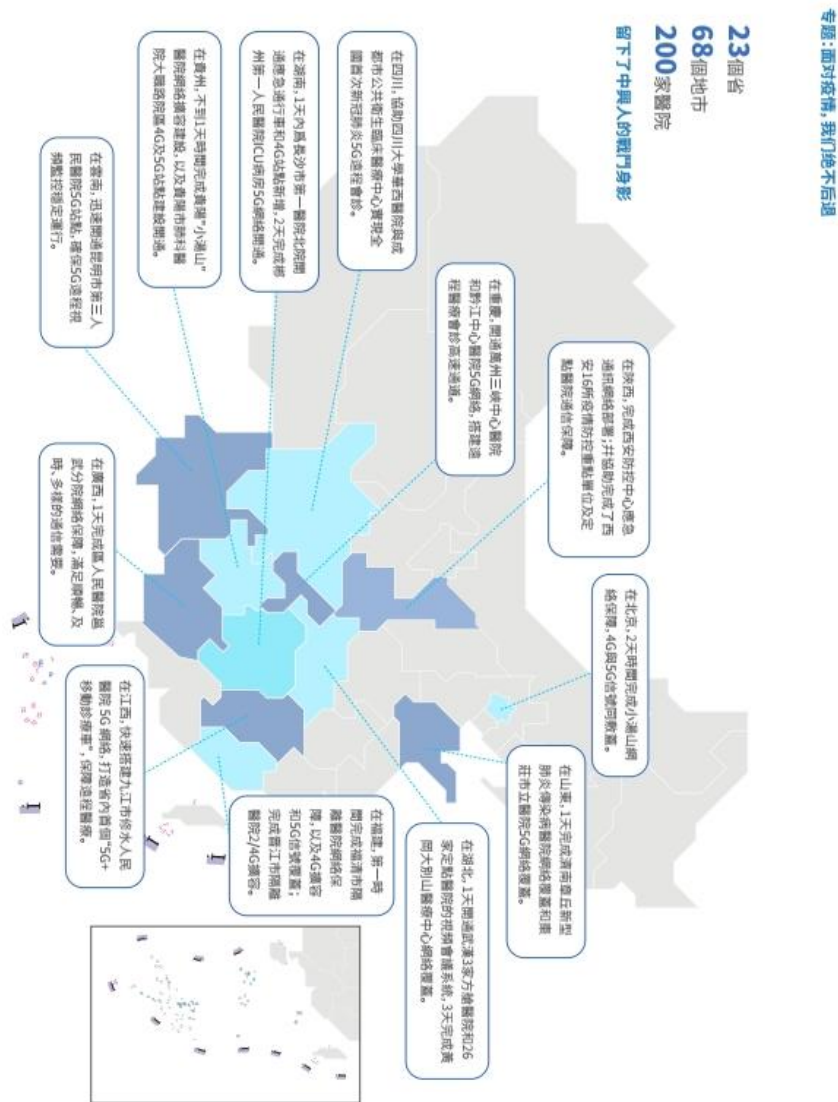 专题:面对疫情,我们绝不后退
23個省
68個地市
200家醫院
留下了中興人的戰鬥身影
在四川,協助四川大學華西醫院與成
都市公共衛生臨床醫療中心實現全
國首次新冠肺炎5G遠程會診。
在湖南,1天內爲長沙市第一醫院北院開
通應急通行車和4G站點新增,2天完成郴
州第一人民醫院ICU病房5G網絡開通。
在貴州,不到1天時間完成貴陽"小湯山"
醫院網絡擴容建設,以及貴陽市肺科醫
院大職路院區4G及5G站點建設開通。
在雲南,迅速開通昆明市第三人
民醫院5G站點,確保5G遠程視
頻監控穩定運行。
在重慶,開通萬州三峽中心醫院
和黔江中心醫院5G網絡,搭建遠
程醫療會診高速通道。
在陝西,完成西安防控中心應急
通訊網絡部署;并協助完成了西
安16所疫情防控重點單位及定
點醫院通信保障。
在廣西,1天完成區人民醫院邕
武分院網絡保障,滿足順暢、及
時、多樣的通信需要。
在北京,2天時間完成小湯山網
絡保障,4G與5G信號同敷蓋。
在江西,快速搭建九江市修水人民
醫院 5G 網絡,打造省內首個"5G+
移動診療車",保障遠程醫療。
在山東,1天完成濟南章丘新型
肺炎傳染病醫院網絡覆蓋和棗
莊市立醫院5G網絡覆蓋。
在福建,第一時
間完成福清市隔
離醫院網絡保
障,以及4G擴容
和5G信號覆蓋;
完成晋江市隔離
醫院2/4G擴容。
在湖北,1天開通武漢3家方艙醫院和26
家定點醫院的視頻會議系統,3天完成黃
岡大別山醫療中心網絡覆蓋。